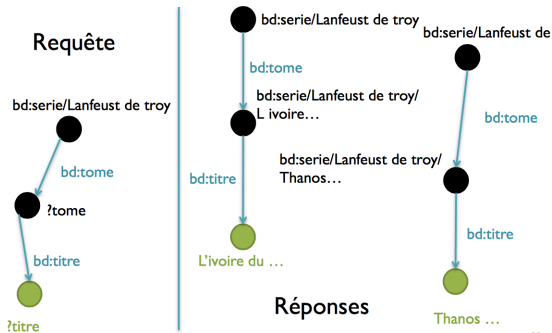 Requête
bd:serie/Lanfeust de troy
bd:tome
?tome
bd:titre
?titre
bd:serie/Lanfeust de troy
bd:tome
bd:serie/Lanfeust de troy/
L ivoire...
bd:titre
L'ivoire du ...
bd:serie/Lanfeust de
bd:tome
bd:serie/Lanfeust de troy/
Thanos...
bd:titre
Thanos ...
Réponses